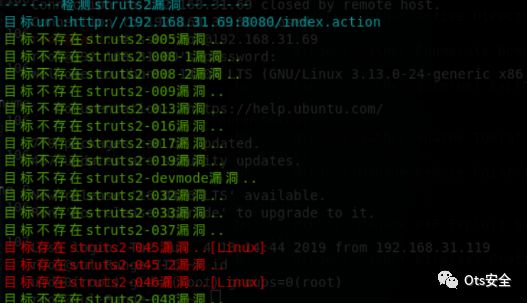 -------检测struts2漏洞--------
目标url:http://192.168.31.69:8080/index.action
目标不存在struts2-005漏洞..
目标不存在struts2-008-1漏洞..
目标不存在struts2-008-2漏洞..
目标不存在struts2-009漏洞..
目标不存在struts2-013漏洞..
目标不存在struts2-016漏洞..
目标不存在struts2-017漏洞..
目标不存在struts2-019漏洞..
目标不存在struts2-devmode漏洞..
目标不存在struts2-032漏洞..
目标不存在struts2-033漏洞..
目标不存在struts2-037漏洞..
目标存在struts2-045漏洞..[Linux]
目标存在struts2-045-2漏洞..
目标存在struts2-046漏洞..[Linux]
目标不存在struts2-048漏洞..
closed by remote host.
192.168.31.69
ssword:
LTS (GNU/Linux 3.13.0-24-generic x86
tps://help.ubuntu.com/
dated.
ty updates.
LTS' available.
to upgrade to it.
44 2019 from 192.168.31.119
id
ps=0(root)
Ots安全